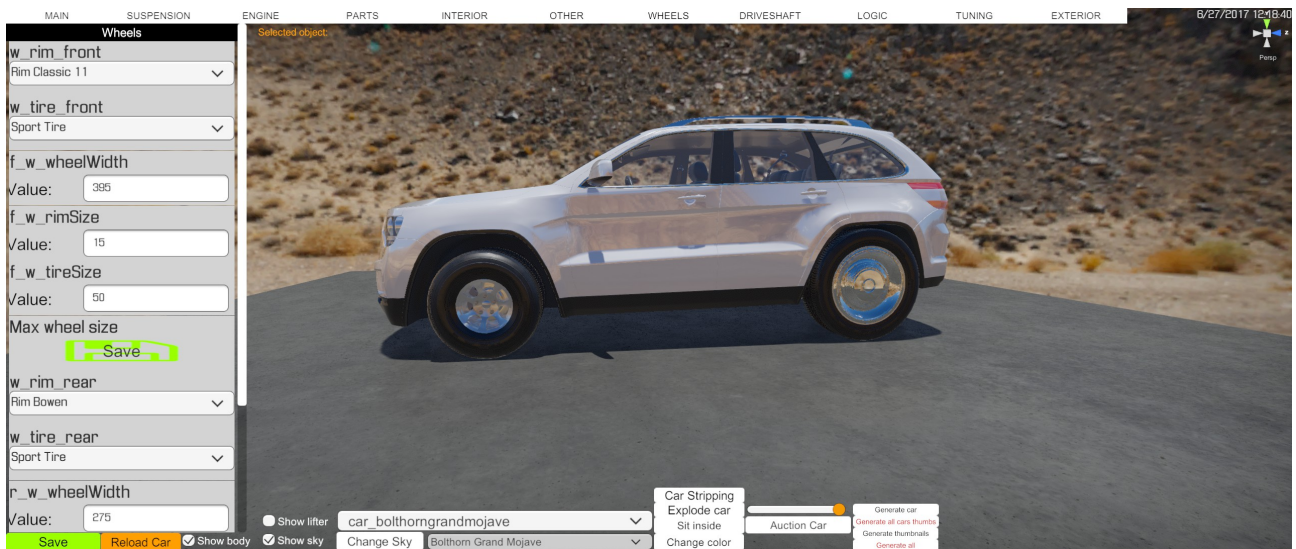 MAIN SUSPENSION ENGINE PARTS INTERIOR OTHER WHEELS DRIVESHAFT LOGIC TUNING EXTERIOR 6/27/2017 12:18:40
Wheels
Selected object:
w_rim_front
Rim Classic 11
w_tire_front
Sport Tire
f_w_wheelWidth
Value: 395
f_w_rimSize
Value: 15
f_w_tireSize
Value: 50
Max wheel size
Save
w_rim_rear
Rim Bowen
w_tire_rear
Sport Tire
r_w_wheelWidth
Value: 275
Save Reload Car Show body Show sky
Show lifter
car_bolthorngrandmojave
Change Sky Bolthorn Grand Mojave
Car Stripping
Explode car
Sit inside
Change color
Auction Car
Generate car
Generate all cars thumbs
Generate thumbnails
Generate all
z
Persp